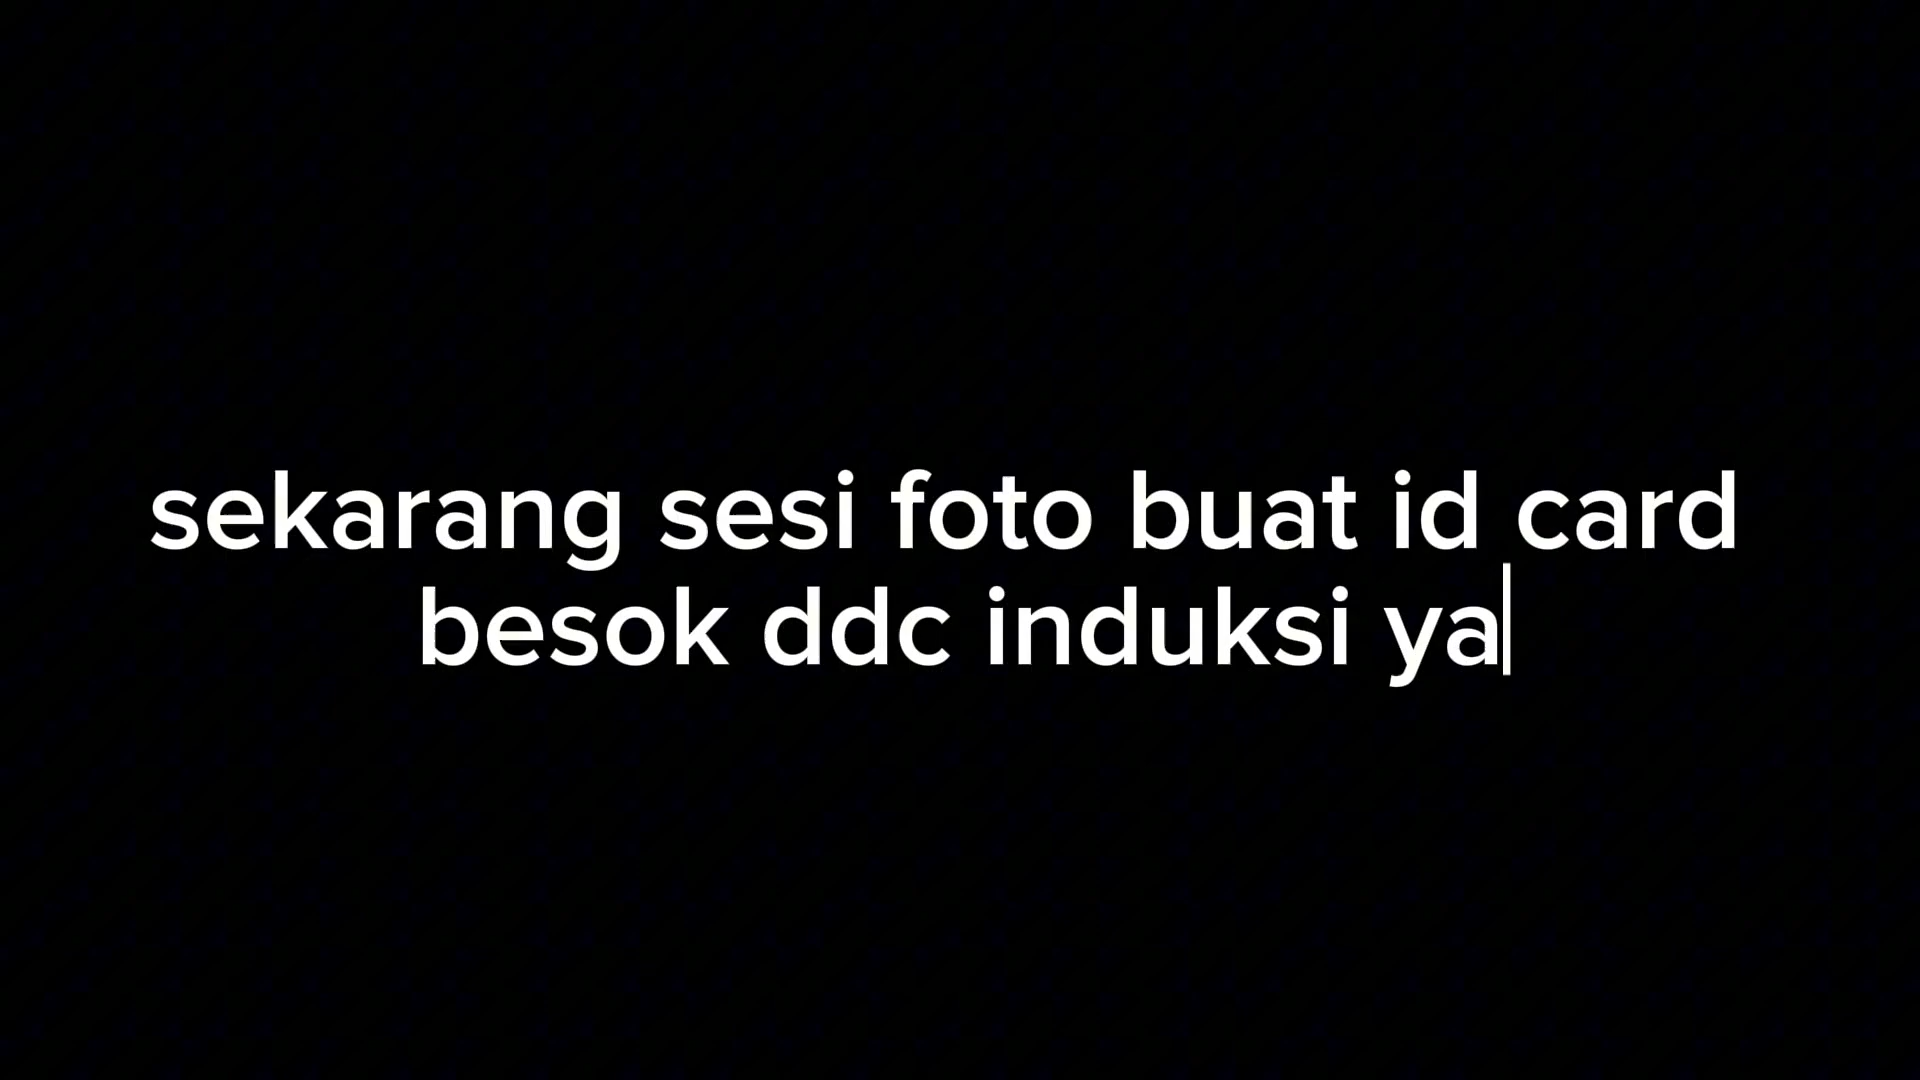 sekarang sesi foto buat id card
besok ddc induksi ya